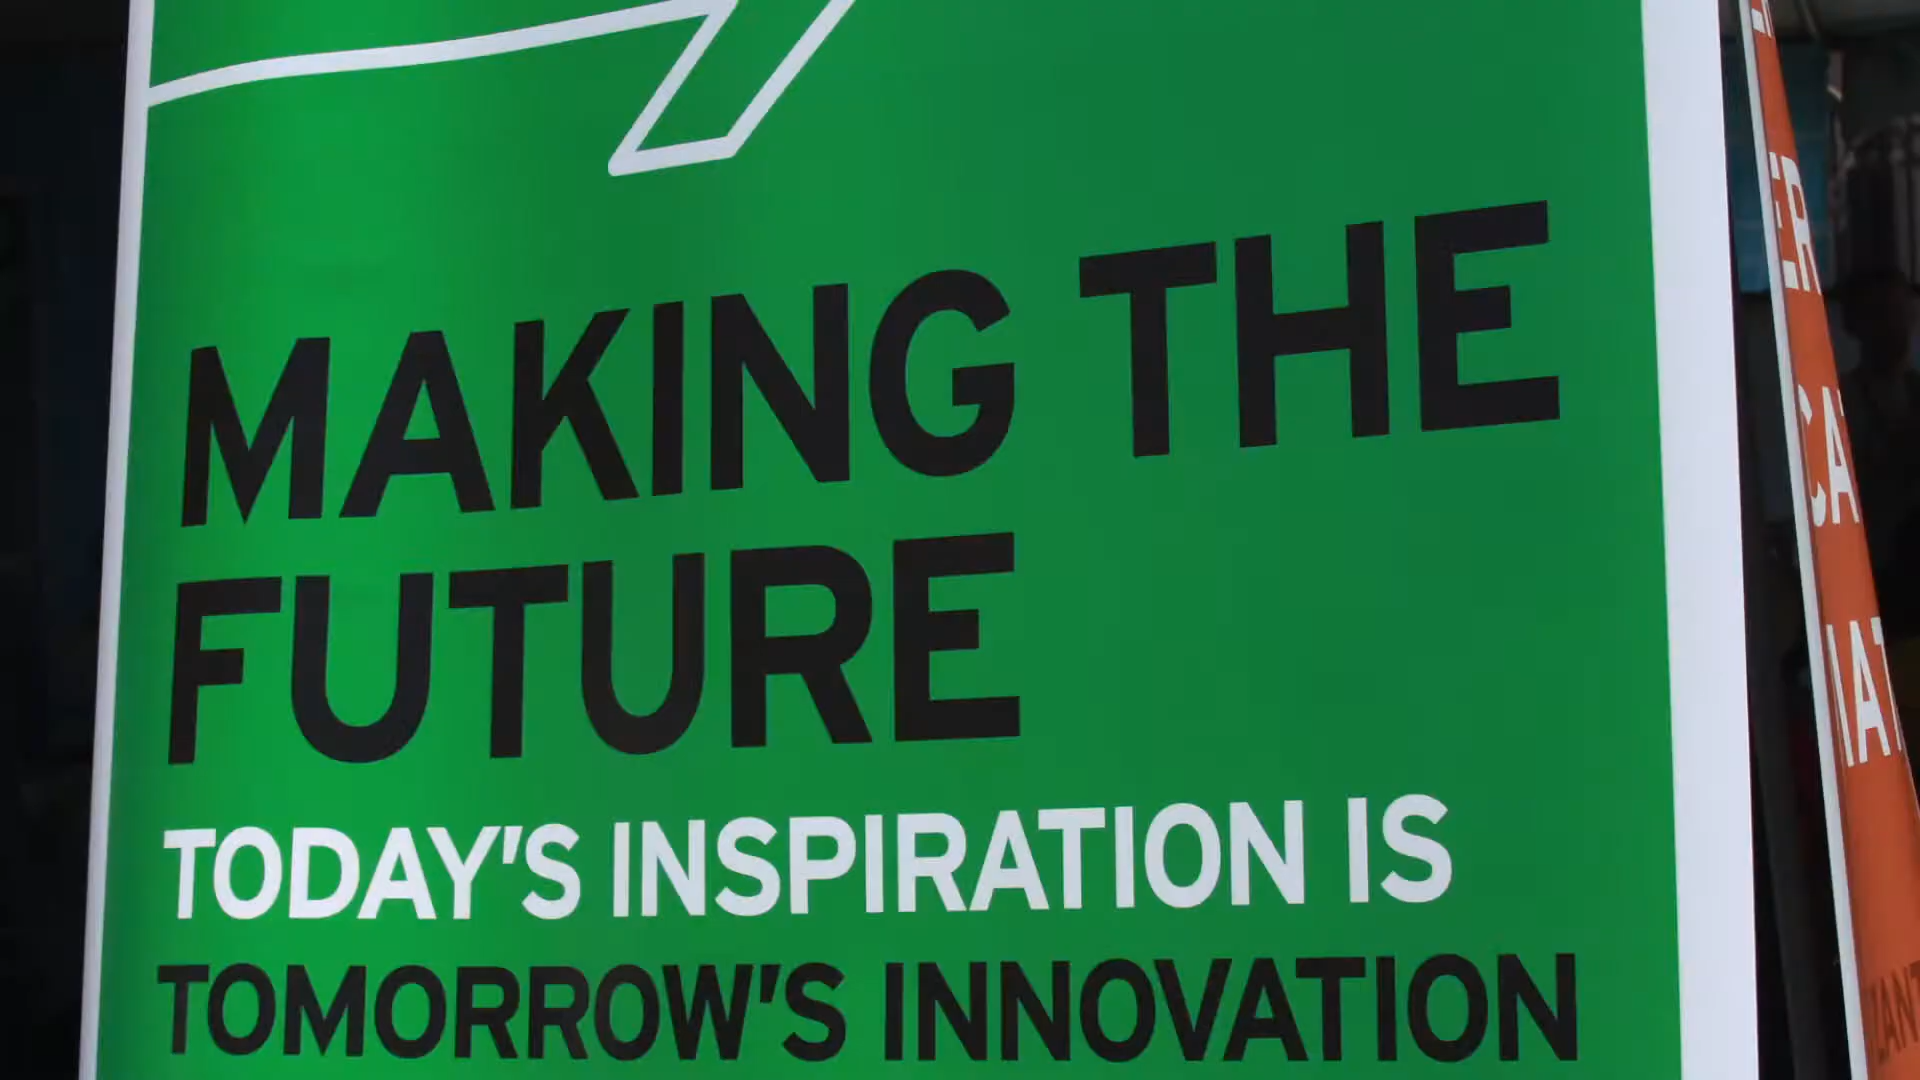 MAKING THE
FUTURE
TODAY'S INSPIRATION IS
TOMORROW'S INNOVATION